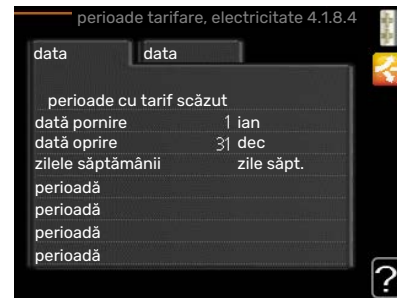 perioade tarifare, electricitate 4.1.8.4
data data
perioade cu tarif scăzut
dată pornire 1 ian
dată oprire 31 dec
zilele săptămânii zile săpt.
perioadă
perioadă
perioadă
perioadă
?